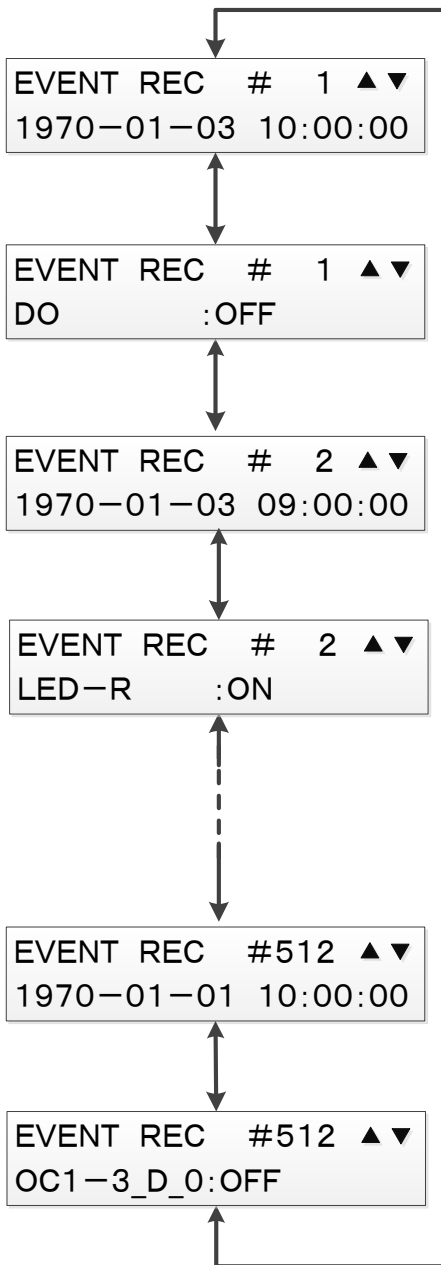 EVENT REC # 1 ▲ ▼
1970-01-03 10:00:00
EVENT REC # 1 ▲ ▼
DO :OFF
EVENT REC # 2 ▲ ▼
1970-01-03 09:00:00
EVENT REC # 2 ▲ ▼
LED-R :ON
EVENT REC #512 ▲ ▼
1970-01-01 10:00:00
EVENT REC #512 ▲ ▼
OC1-3_D_0:OFF